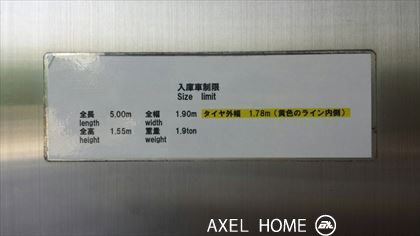 入庫車制限
Size limit
全長 5.00m 全幅 1.90m タイヤ外幅 1.78m(黄色のライン内側)
length width
全高 1.55m 重量 1.9ton
height weight
AXEL HOME